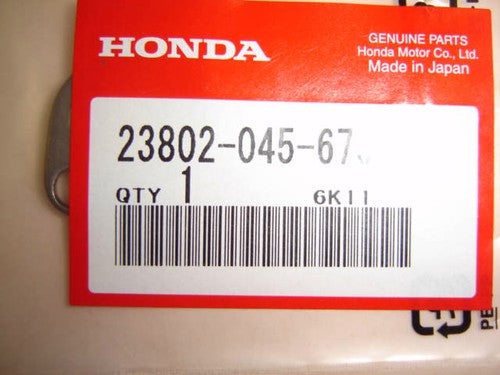 HONDA
GENUINE PARTS
Honda Motor Co., Ltd.
Made in Japan
23802-045-67
QTY 1 6K11